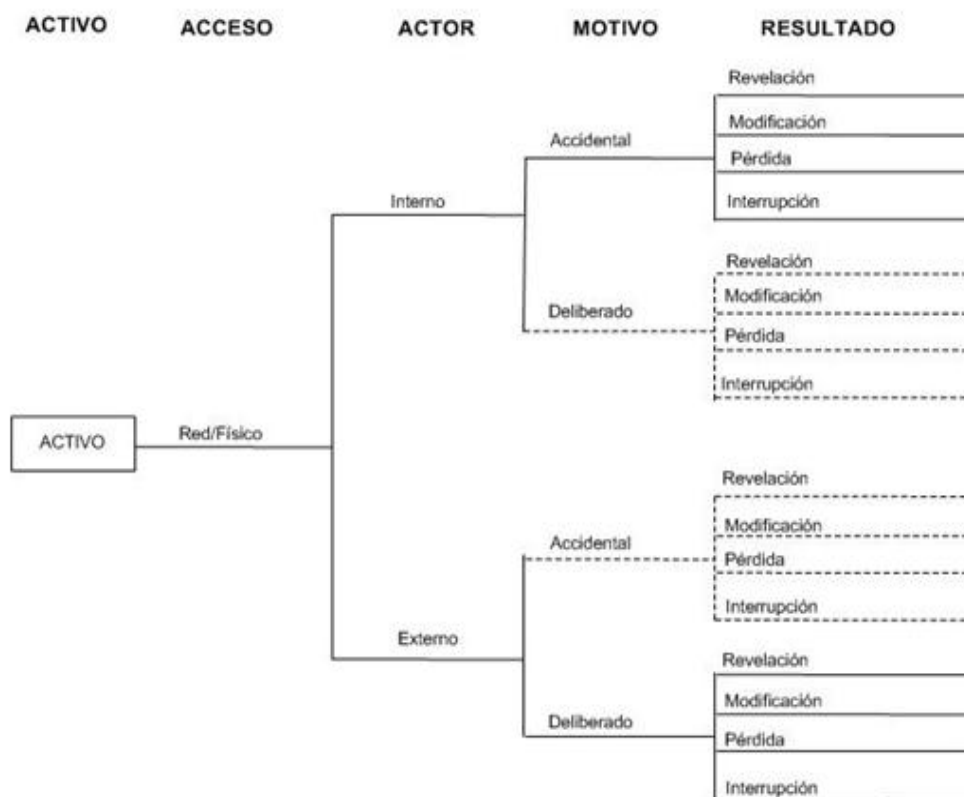 ACTIVO ACCESO ACTOR MOTIVO RESULTADO
Revelación
Modificación
Accidental
Pérdida
Interno
Interrupción
Revelación
Modificación
Deliberado
Pérdida
Interrupción
ACTIVO
Red/Físico
Revelación
Modificación
Accidental
Pérdida
Interrupción
Externo
Revelación
Modificación
Deliberado
Pérdida
Interrupción